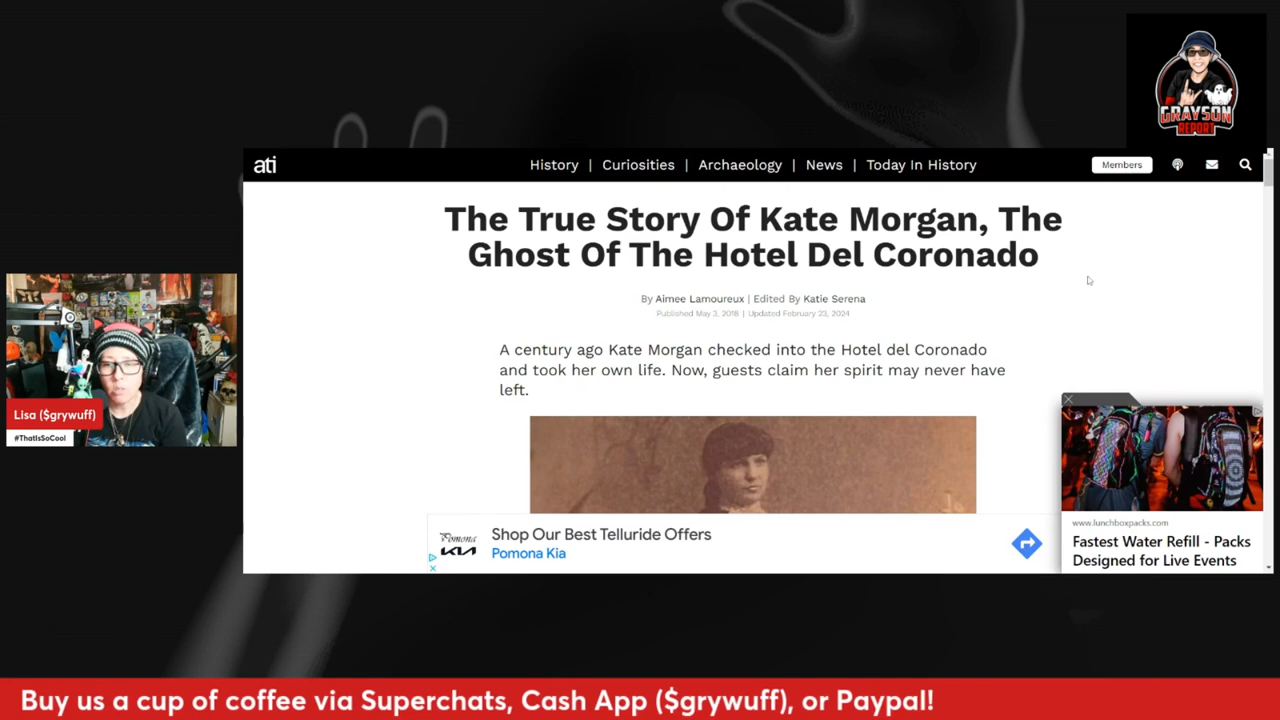 GRAYSON
REPORT
ati
History | Curiosities | Archaeology | News | Today In History
Members
The True Story Of Kate Morgan, The
Ghost Of The Hotel Del Coronado
By Aimee Lamoureux | Edited By Katie Serena
Published May 3, 2018 | Updated February 23, 2024
A century ago Kate Morgan checked into the Hotel del Coronado
and took her own life. Now, guests claim her spirit may never have
left.
Lisa ($grywuff)
#ThatIsSoCool
Pomona
KIA
Shop Our Best Telluride Offers
Pomona Kia
www.lunchboxpacks.com
Fastest Water Refill - Packs
Designed for Live Events
Buy us a cup of coffee via Superchats, Cash App ($grywuff), or Paypal!